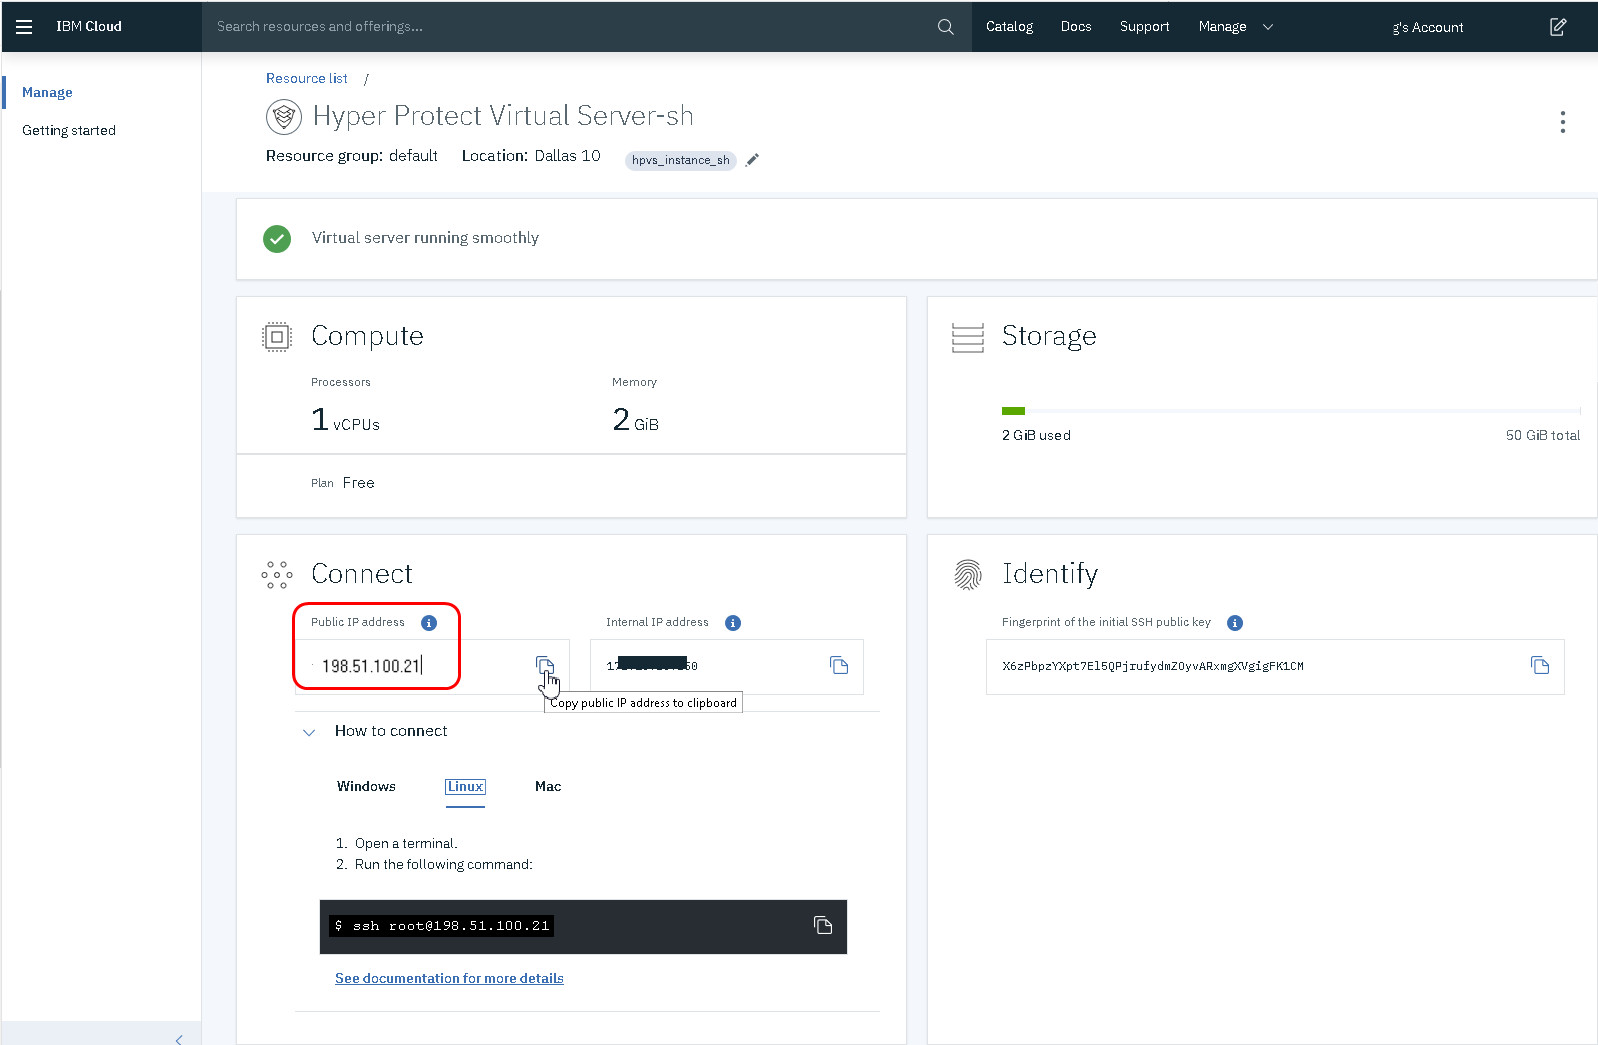 IBM Cloud
Search resources and offerings...
Catalog Docs Support Manage
g's Account
Manage
Getting started
Resource list /
Hyper Protect Virtual Server-sh
Resource group: default Location: Dallas 10 hpvs_instance_sh
Virtual server running smoothly
Compute
Processors Memory
1 vCPUs 2 GiB
Plan Free
Storage
2 GiB used 50 GiB total
Connect
Public IP address Internal IP address
198.51.100.21
Copy public IP address to clipboard
How to connect
Windows Linux Mac
1. Open a terminal.
2. Run the following command:
$ ssh root@198.51.100.21
See documentation for more details
Identify
Fingerprint of the initial SSH public key
X6zPbpzYXpt7El5QPjrufydmZOyvARxmgXVgigFK1CM